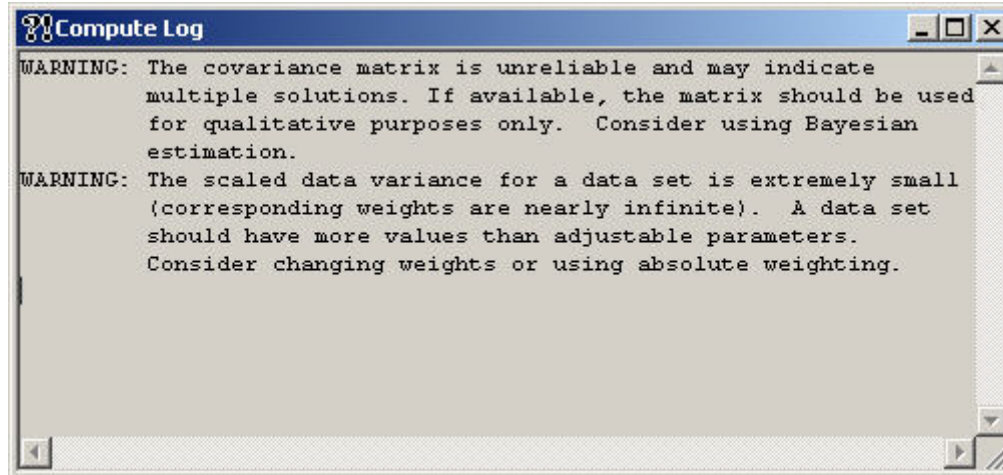 Compute Log
WARNING: The covariance matrix is unreliable and may indicate
multiple solutions. If available, the matrix should be used
for qualitative purposes only.  Consider using Bayesian
estimation.
WARNING: The scaled data variance for a data set is extremely small
(corresponding weights are nearly infinite).  A data set
should have more values than adjustable parameters.
Consider changing weights or using absolute weighting.